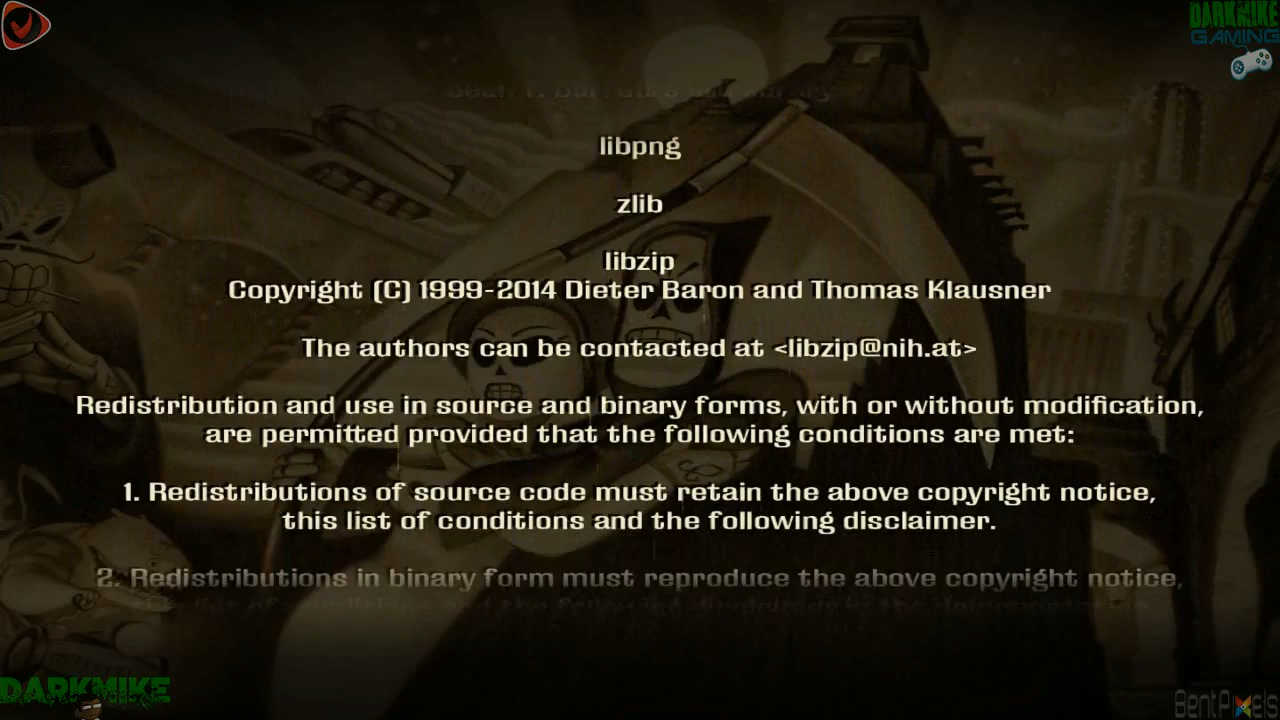 DARKMIKE
GAMING
libpng
zlib
libzip
Copyright (C) 1999-2014 Dieter Baron and Thomas Klausner
The authors can be contacted at <libzip@nih.at>
Redistribution and use in source and binary forms, with or without modification,
are permitted provided that the following conditions are met:
1. Redistributions of source code must retain the above copyright notice,
this list of conditions and the following disclaimer.
2. Redistributions in binary form must reproduce the above copyright notice,
DARKMIKE
BentPixels